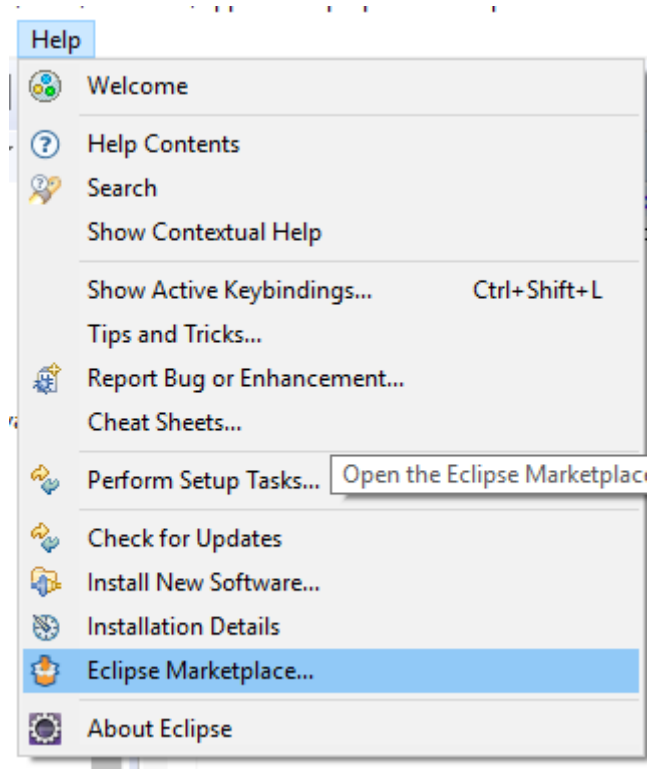 Help
Welcome
Help Contents
Search
Show Contextual Help
Show Active Keybindings... Ctrl+Shift+L
Tips and Tricks...
Report Bug or Enhancement...
Cheat Sheets...
Perform Setup Tasks... Open the Eclipse Marketplace
Check for Updates
Install New Software...
Installation Details
Eclipse Marketplace...
About Eclipse